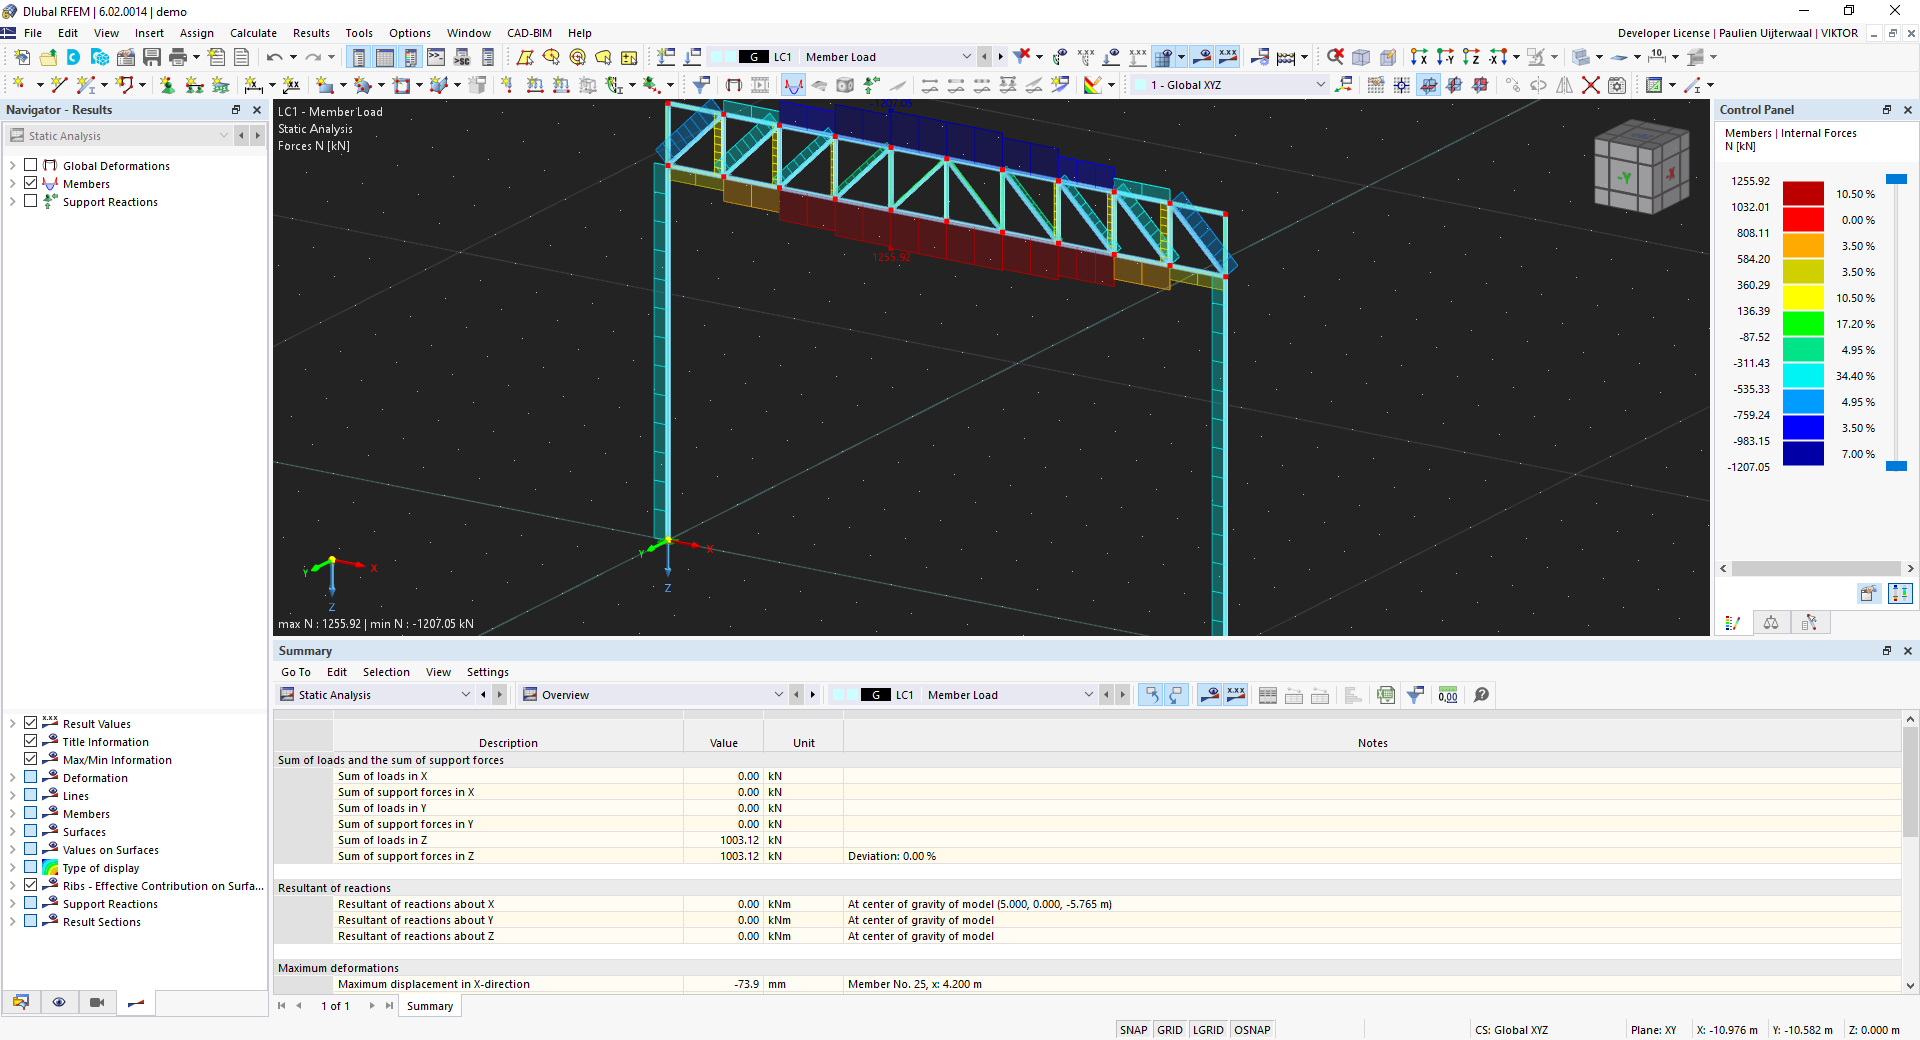 Dlubal RFEM | 6.02.0014 | demo
File Edit View Insert Assign Calculate Results Tools Options Window CAD-BIM Help
Developer License | Paulien Uijterwaal | VIKTOR
G LC1 Member Load
1 - Global XYZ
Navigator - Results
Static Analysis
Global Deformations
Members
Support Reactions
Result Values
Title Information
Max/Min Information
Deformation
Lines
Members
Surfaces
Values on Surfaces
Type of display
Ribs - Effective Contribution on Surfa...
Support Reactions
Result Sections
LC1 - Member Load
Static Analysis
Forces N [kN]
1255.92
-Y
-X
X
Y
Z
X
Y
Z
max N : 1255.92 | min N : -1207.05 kN
Control Panel
Members | Internal Forces
N [kN]
1255.92
10.50 %
1032.01
0.00 %
808.11
3.50 %
584.20
3.50 %
360.29
10.50 %
136.39
17.20 %
-87.52
4.95 %
-311.43
34.40 %
-535.33
4.95 %
-759.24
3.50 %
-983.15
7.00 %
-1207.05
Summary
Go To Edit Selection View Settings
Static Analysis Overview G LC1 Member Load
Description Value Unit Notes
Sum of loads and the sum of support forces
Sum of loads in X 0.00 kN
Sum of support forces in X 0.00 kN
Sum of loads in Y 0.00 kN
Sum of support forces in Y 0.00 kN
Sum of loads in Z 1003.12 kN
Sum of support forces in Z 1003.12 kN Deviation: 0.00 %
Resultant of reactions
Resultant of reactions about X 0.00 kNm At center of gravity of model (5.000, 0.000, -5.765 m)
Resultant of reactions about Y 0.00 kNm At center of gravity of model
Resultant of reactions about Z 0.00 kNm At center of gravity of model
Maximum deformations
Maximum displacement in X-direction -73.9 mm Member No. 25, x: 4.200 m
1 of 1 Summary
SNAP GRID LGRID OSNAP CS: Global XYZ Plane: XY X: -10.976 m Y: -10.582 m Z: 0.000 m